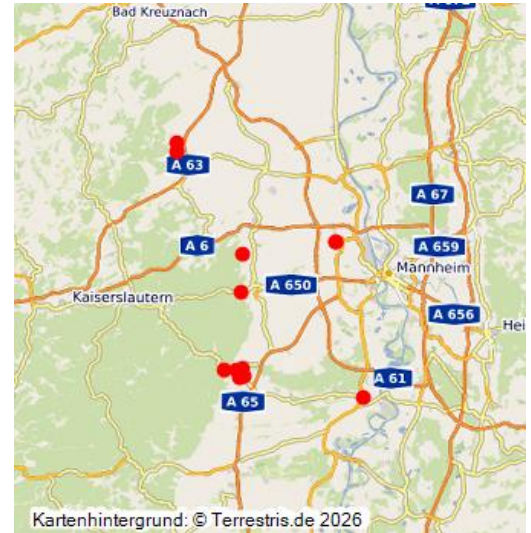 Bad Kreuznach
A 63
A 67
A 6
A 659
Mannheim
A 650
Kaiserslautern
A 656
Hei
A 61
A 65
Kartenhintergrund: © Terrestris.de 2026